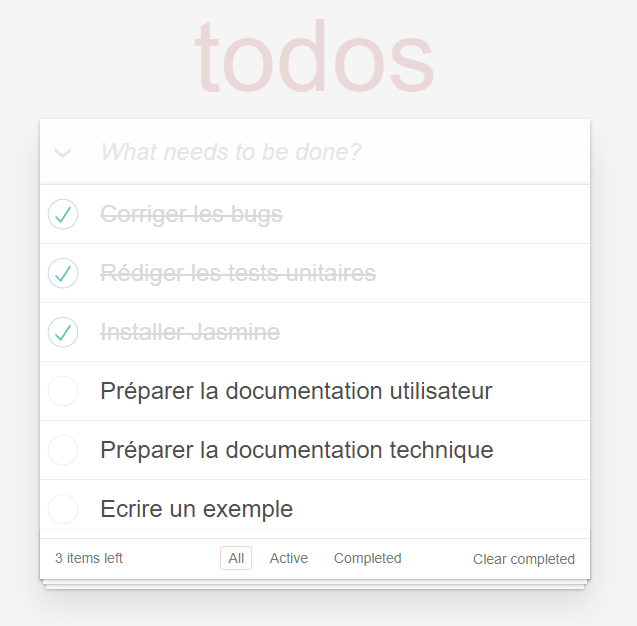 todos
What needs to be done?
Corriger les bugs
Rédiger les tests unitaires
Installer Jasmine
Préparer la documentation utilisateur
Préparer la documentation technique
Ecrire un exemple
3 items left All Active Completed Clear completed